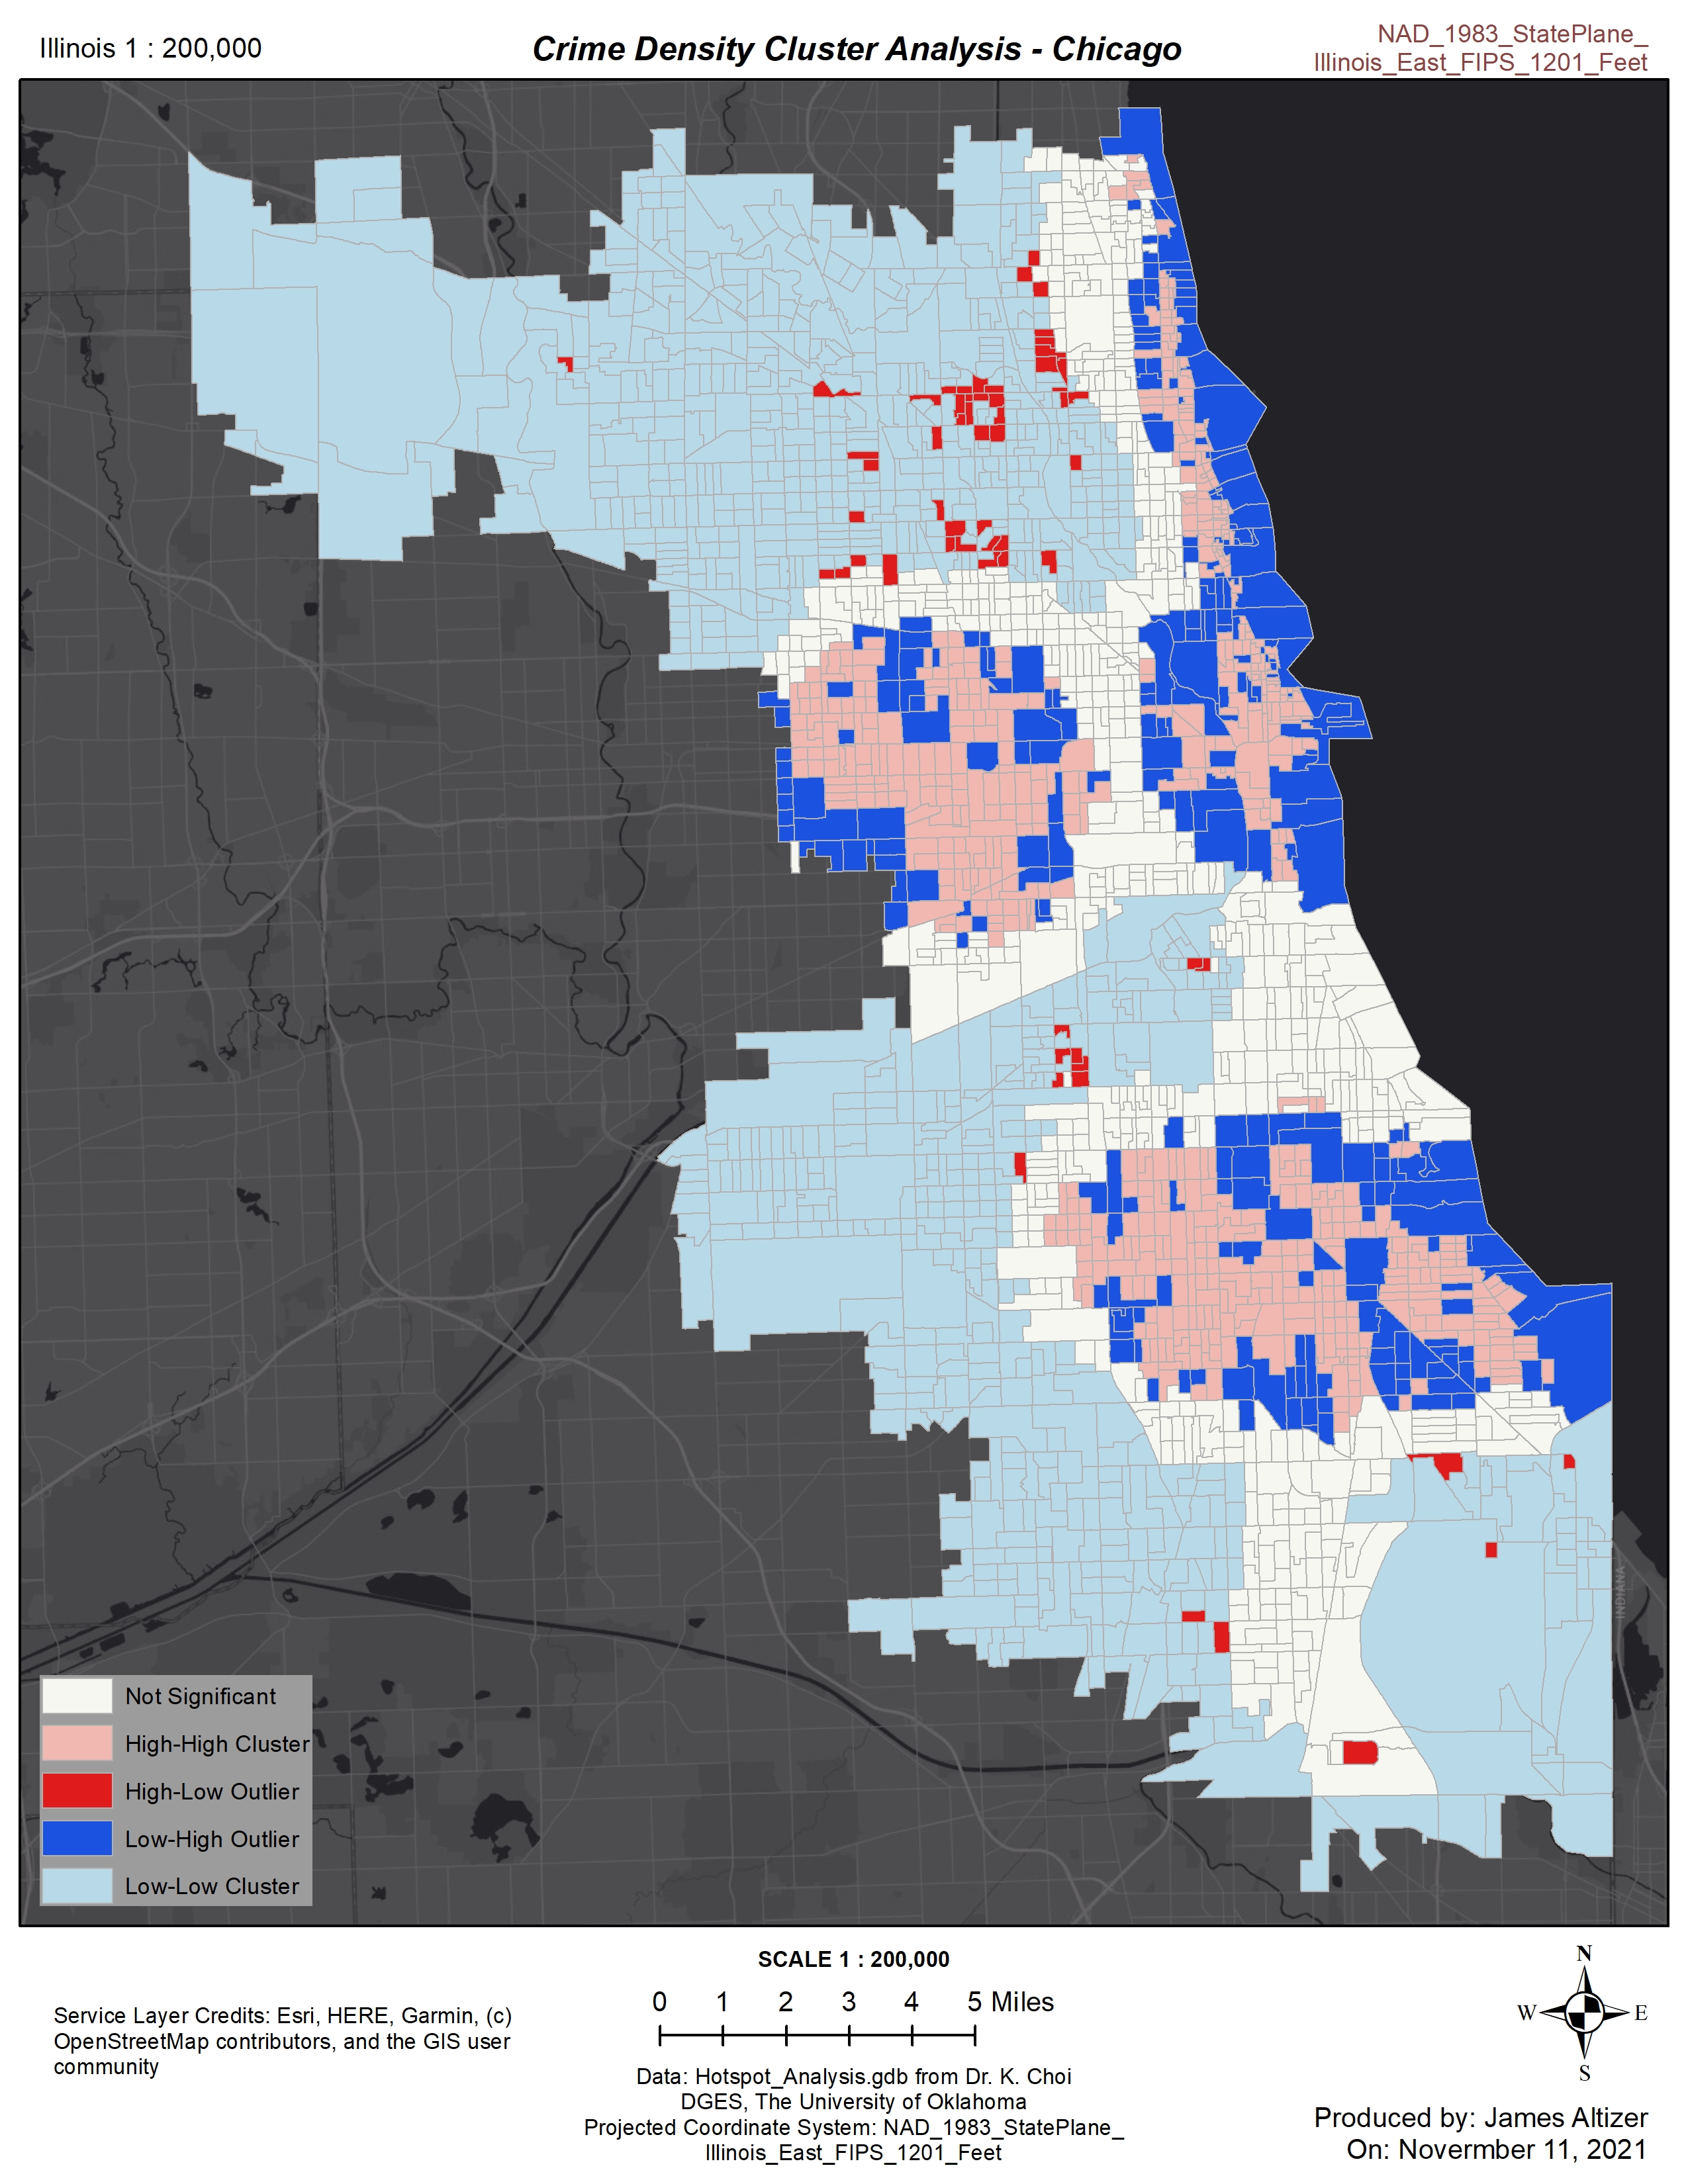 Illinois 1 : 200,000
Crime Density Cluster Analysis - Chicago
NAD_1983_StatePlane_
Illinois_East_FIPS_1201_Feet
INDIANA
Not Significant
High-High Cluster
High-Low Outlier
Low-High Outlier
Low-Low Cluster
SCALE 1 : 200,000
0 1 2 3 4 5 Miles
Service Layer Credits: Esri, HERE, Garmin, (c)
OpenStreetMap contributors, and the GIS user
community
Data: Hotspot_Analysis.gdb from Dr. K. Choi
DGES, The University of Oklahoma
Projected Coordinate System: NAD_1983_StatePlane_
Illinois_East_FIPS_1201_Feet
N
W E
S
Produced by: James Altizer
On: Novermber 11, 2021